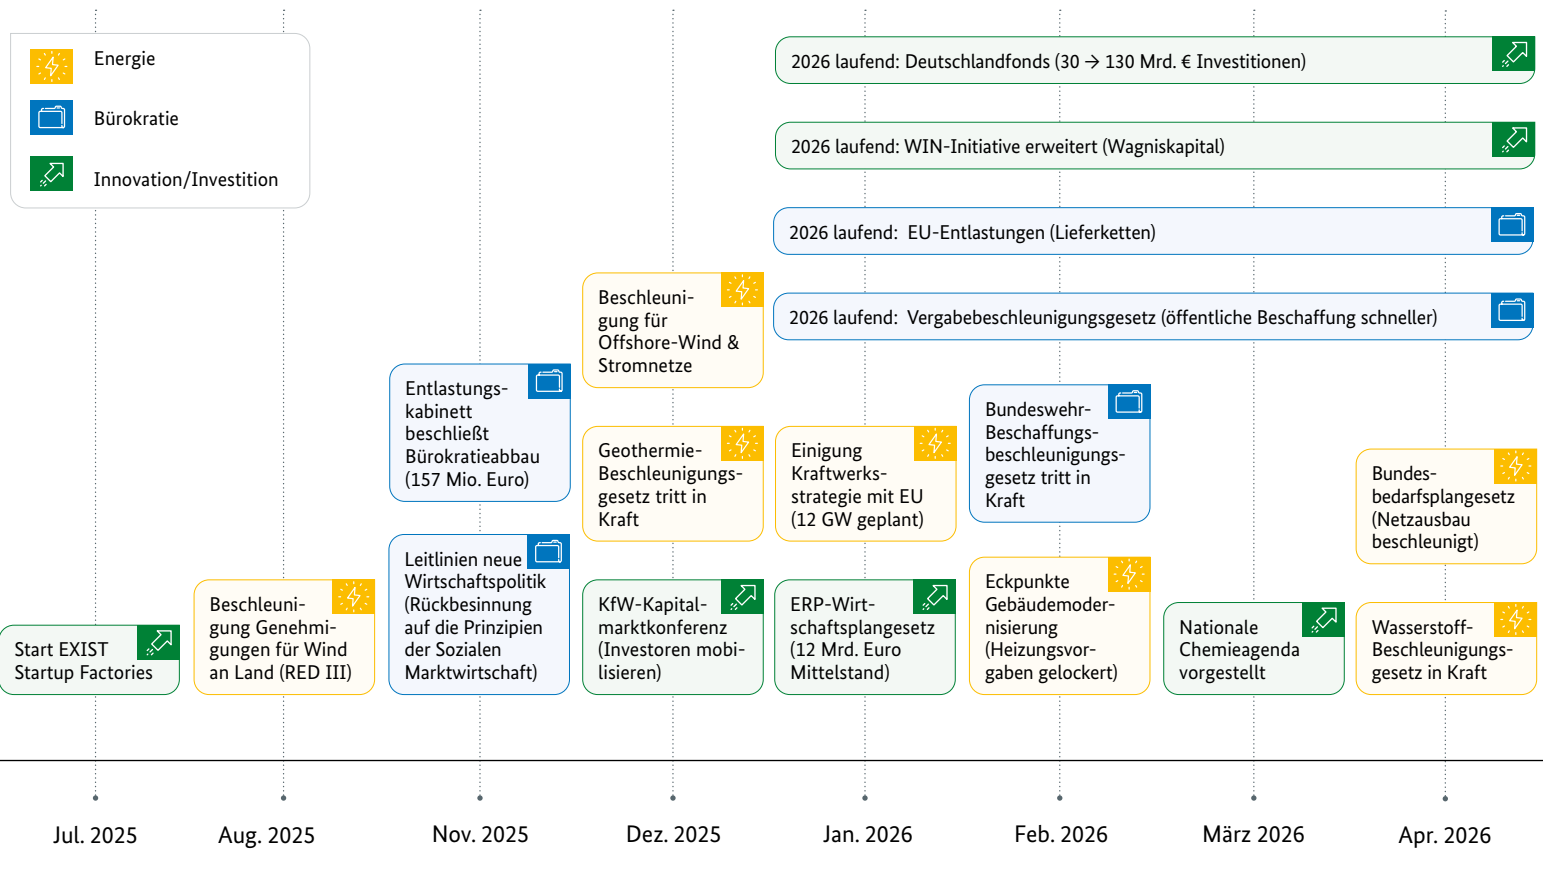 Energie
Bürokratie
Innovation/Investition
2026 laufend: Deutschlandfonds (30 → 130 Mrd. € Investitionen)
2026 laufend: WIN-Initiative erweitert (Wagniskapital)
2026 laufend: EU-Entlastungen (Lieferketten)
2026 laufend: Vergabebeschleunigungsgesetz (öffentliche Beschaffung schneller)
Start EXIST
Startup Factories
Beschleuni-
gung Genehmi-
gungen für Wind
an Land (RED III)
Entlastungs-
kabinett
beschließt
Bürokratieabbau
(157 Mio. Euro)
Leitlinien neue
Wirtschaftspolitik
(Rückbesinnung
auf die Prinzipien
der Sozialen
Marktwirtschaft)
Beschleuni-
gung für
Offshore-Wind &
Stromnetze
Geothermie-
Beschleunigungs-
gesetz tritt in
Kraft
KfW-Kapital-
marktkonferenz
(Investoren mobi-
lisieren)
Einigung
Kraftwerks-
strategie mit EU
(12 GW geplant)
ERP-Wirt-
schaftsplangesetz
(12 Mrd. Euro
Mittelstand)
Bundeswehr-
Beschaffungs-
beschleunigungs-
gesetz tritt in
Kraft
Eckpunkte
Gebäudemoder-
nisierung
(Heizungsvor-
gaben gelockert)
Nationale
Chemieagenda
vorgestellt
Bundes-
bedarfsplangesetz
(Netzausbau
beschleunigt)
Wasserstoff-
Beschleunigungs-
gesetz in Kraft
Jul. 2025
Aug. 2025
Nov. 2025
Dez. 2025
Jan. 2026
Feb. 2026
März 2026
Apr. 2026